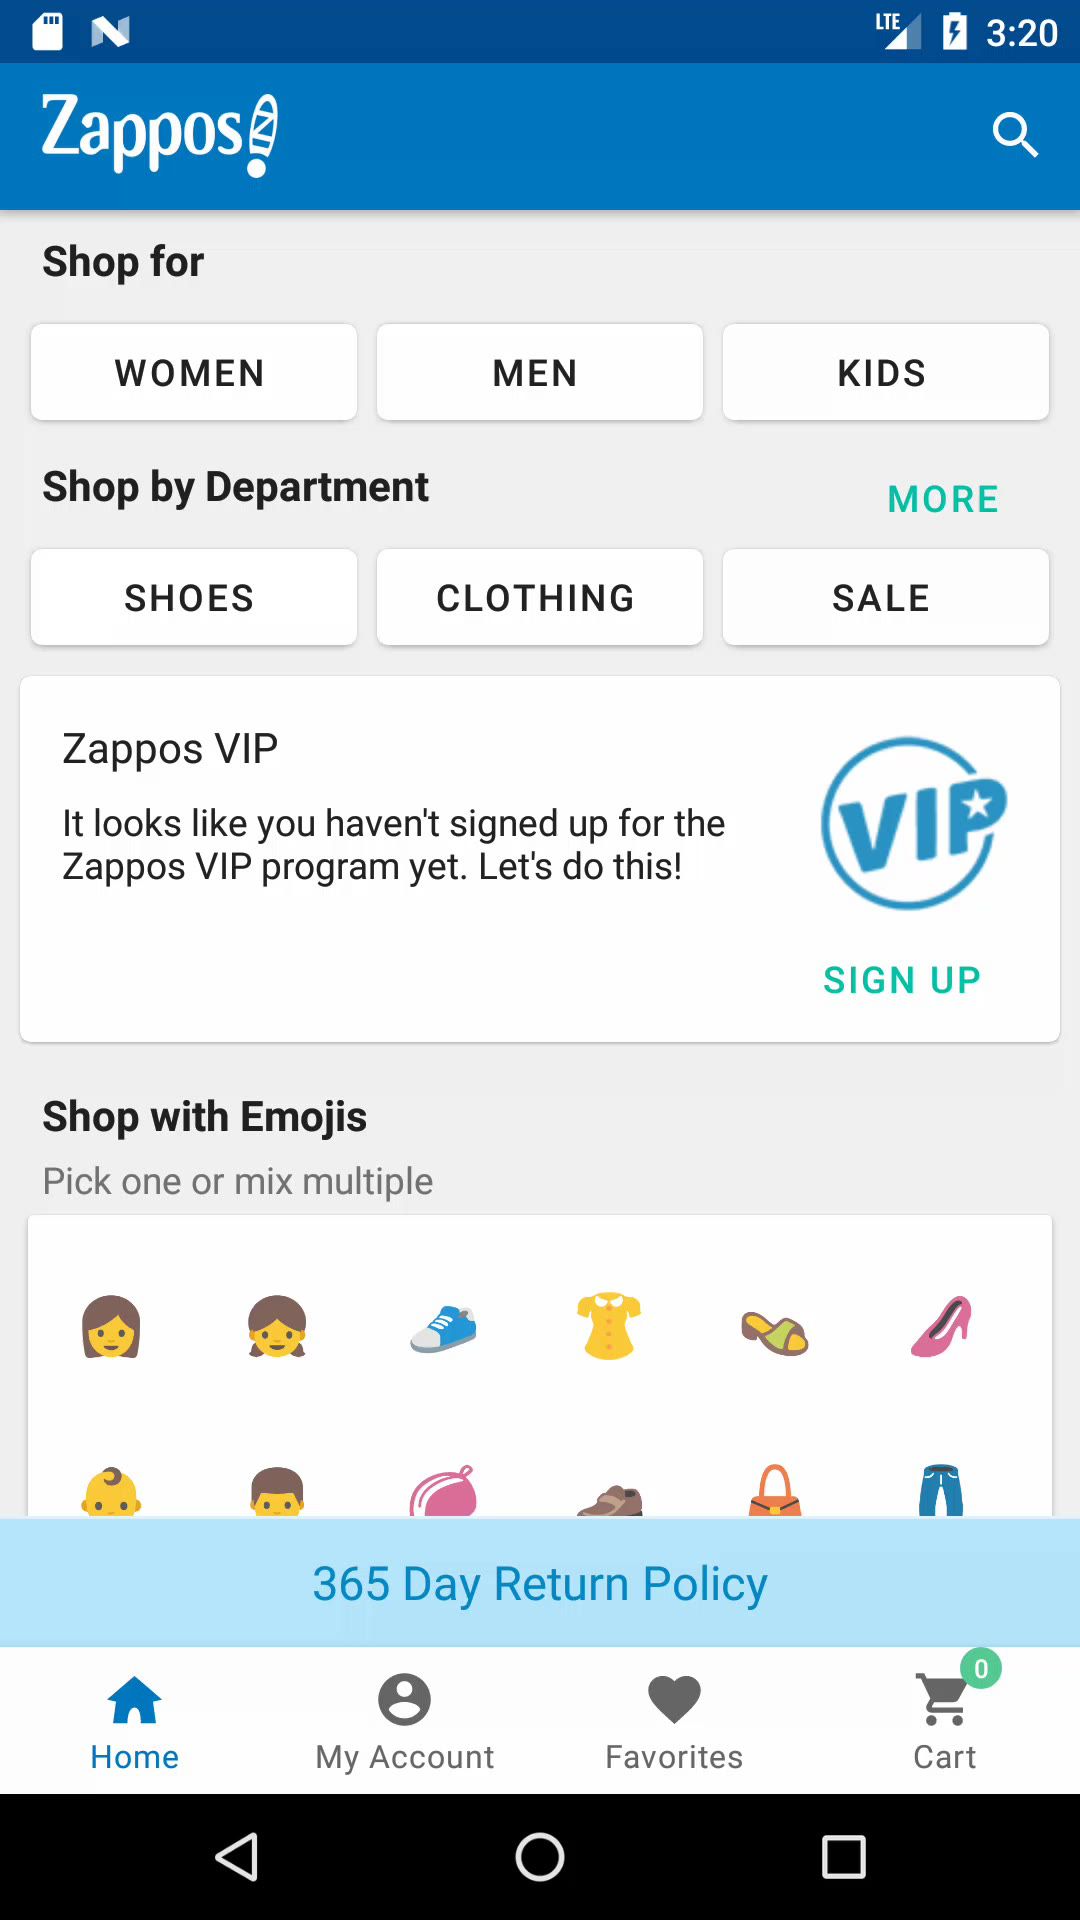 LTE 3:20
Zappos
Shop for
WOMEN MEN KIDS
Shop by Department MORE
SHOES CLOTHING SALE
Zappos VIP
It looks like you haven't signed up for the
Zappos VIP program yet. Let's do this!
VIP
SIGN UP
Shop with Emojis
Pick one or mix multiple
365 Day Return Policy
0
Home My Account Favorites Cart